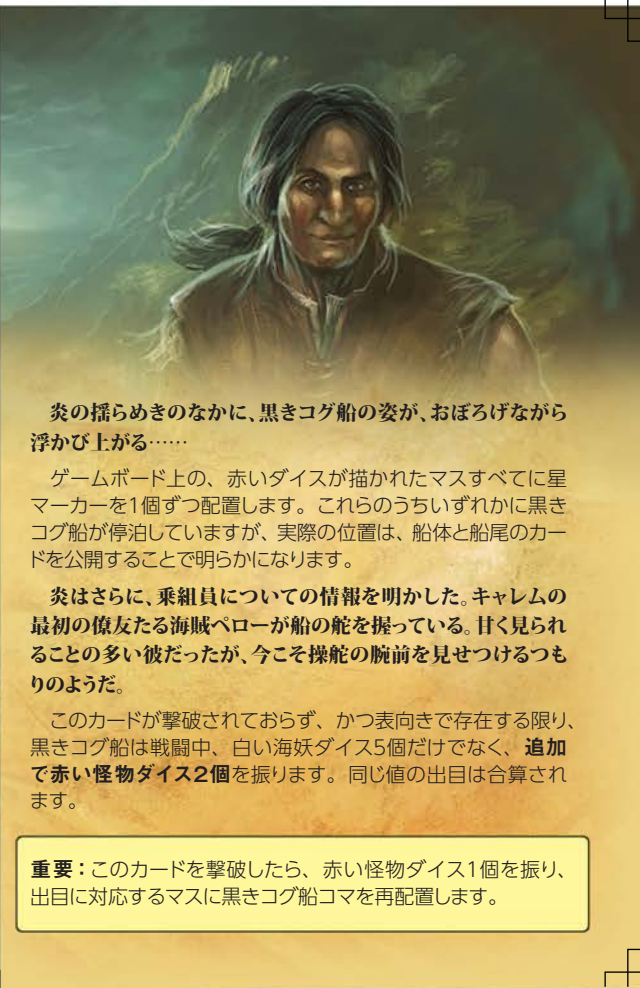 炎の揺らめきのなかに、黒きコグ船の姿が、おぼろげながら
浮かび上がる……
ゲームボード上の、赤いダイスが描かれたマスすべてに星
マーカーを1個ずつ配置します。これらのうちいずれかに黒き
コグ船が停泊していますが、実際の位置は、船体と船尾のカー
ドを公開することで明らかになります。
炎はさらに、乗組員についての情報を明かした。キャレムの
最初の僚友たる海賊ペローが船の舵を握っている。甘く見られ
ることの多い彼だったが、今こそ操舵の腕前を見せつけるつも
りのようだ。
このカードが撃破されておらず、かつ表向きで存在する限り、
黒きコグ船は戦闘中、白い海妖ダイス5個だけでなく、追加
で赤い怪物ダイス2個を振ります。同じ値の出目は合算され
ます。
重要：このカードを撃破したら、赤い怪物ダイス1個を振り、
出目に対応するマスに黒きコグ船コマを再配置します。